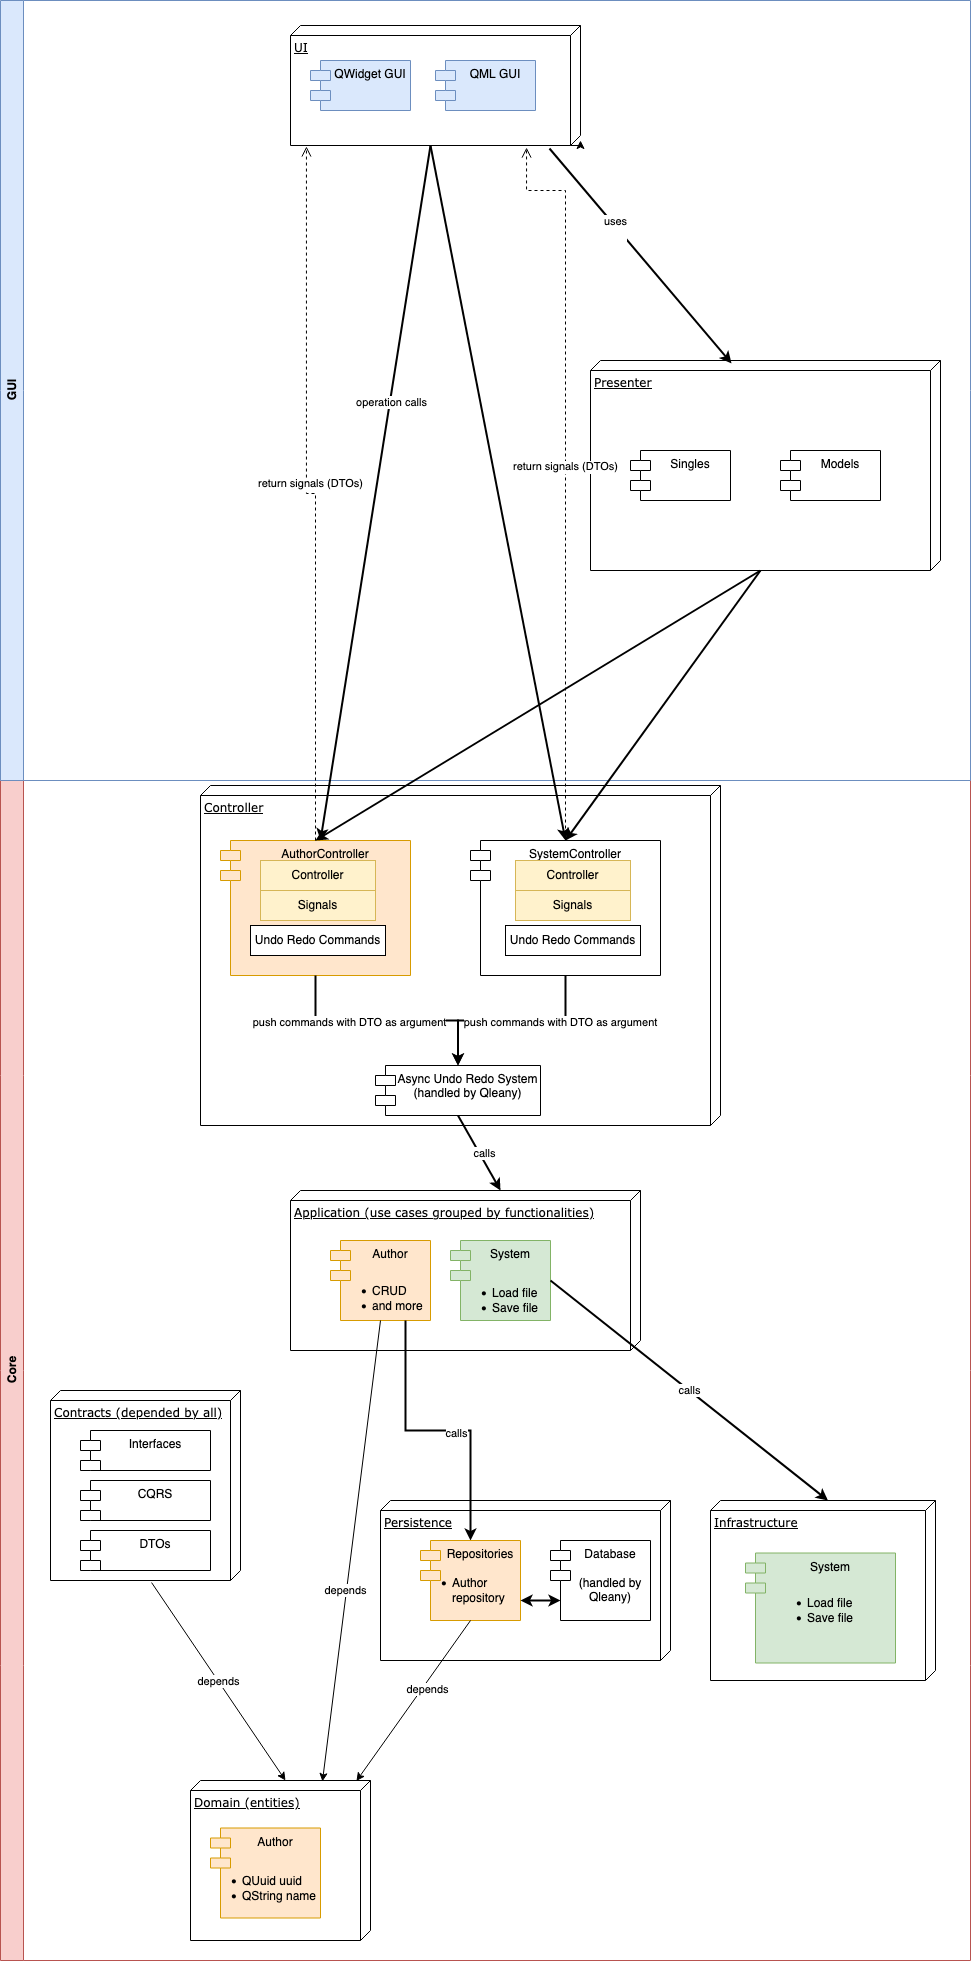 GUI
UI
QWidget GUI
QML GUI
uses
Presenter
Singles
Models
operation calls
return signals (DTOs)
return signals (DTOs)
Core
Controller
AuthorController
Controller
Signals
Undo Redo Commands
SystemController
Controller
Signals
Undo Redo Commands
push commands with DTO as argument
push commands with DTO as argument
Async Undo Redo System
(handled by Qleany)
calls
Application (use cases grouped by functionalities)
Author
• CRUD
• and more
System
• Load file
• Save file
calls
Contracts (depended by all)
Interfaces
CQRS
DTOs
calls
Persistence
Repositories
• Author
repository
Database
(handled by
Qleany)
Infrastructure
System
• Load file
• Save file
depends
depends
depends
Domain (entities)
Author
• QUuid uuid
• QString name